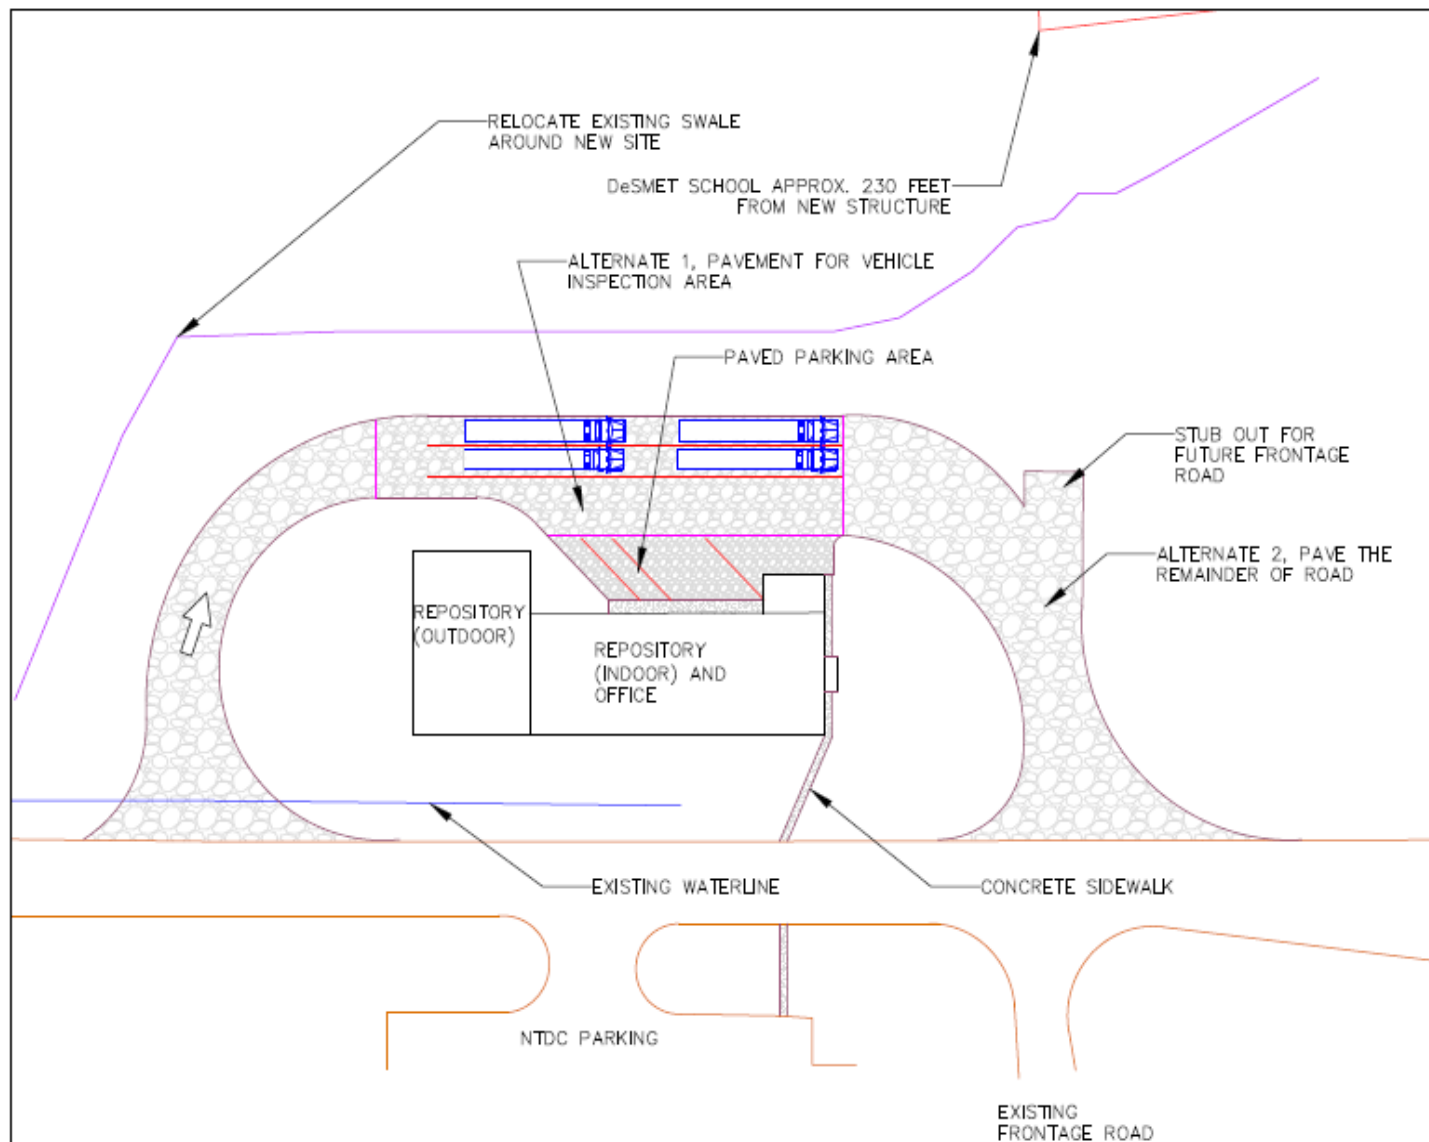 RELOCATE EXISTING SWALE
AROUND NEW SITE
DeSMET SCHOOL APPROX. 230 FEET
FROM NEW STRUCTURE
ALTERNATE 1, PAVEMENT FOR VEHICLE
INSPECTION AREA
PAVED PARKING AREA
STUB OUT FOR
FUTURE FRONTAGE
ROAD
ALTERNATE 2, PAVE THE
REMAINDER OF ROAD
REPOSITORY
(OUTDOOR)
REPOSITORY
(INDOOR) AND
OFFICE
EXISTING WATERLINE
CONCRETE SIDEWALK
NTDC PARKING
EXISTING
FRONTAGE ROAD